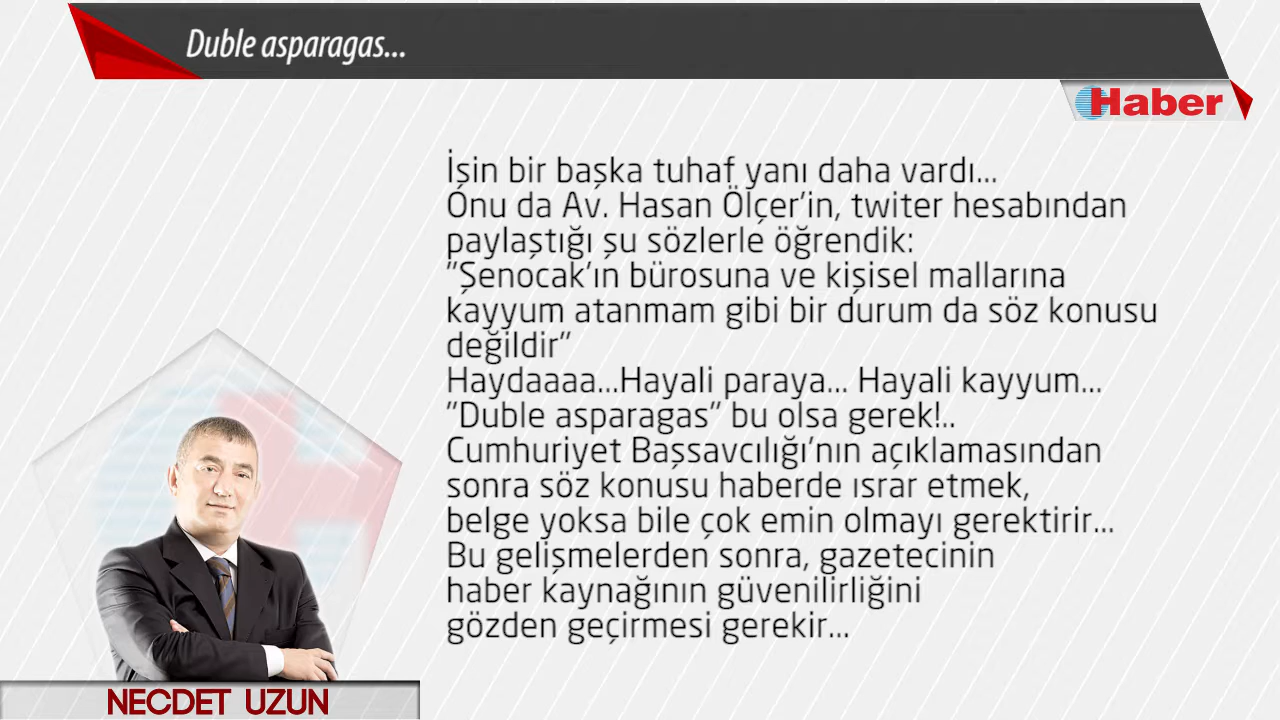 Duble asparagas...
Haber
İşin bir başka tuhaf yanı daha vardı...
Onu da Av. Hasan Ölçer'in, twiter hesabından
paylaştığı şu sözlerle öğrendik:
"Şenocak'ın bürosuna ve kişisel mallarına
kayyum atanmam gibi bir durum da söz konusu
değildir"
Haydaaaa...Hayali paraya... Hayali kayyum...
"Duble asparagas" bu olsa gerek!..
Cumhuriyet Başsavcılığı'nın açıklamasından
sonra söz konusu haberde ısrar etmek,
belge yoksa bile çok emin olmayı gerektirir...
Bu gelişmelerden sonra, gazetecinin
haber kaynağının güvenilirliğini
gözden geçirmesi gerekir...
NECDET UZUN